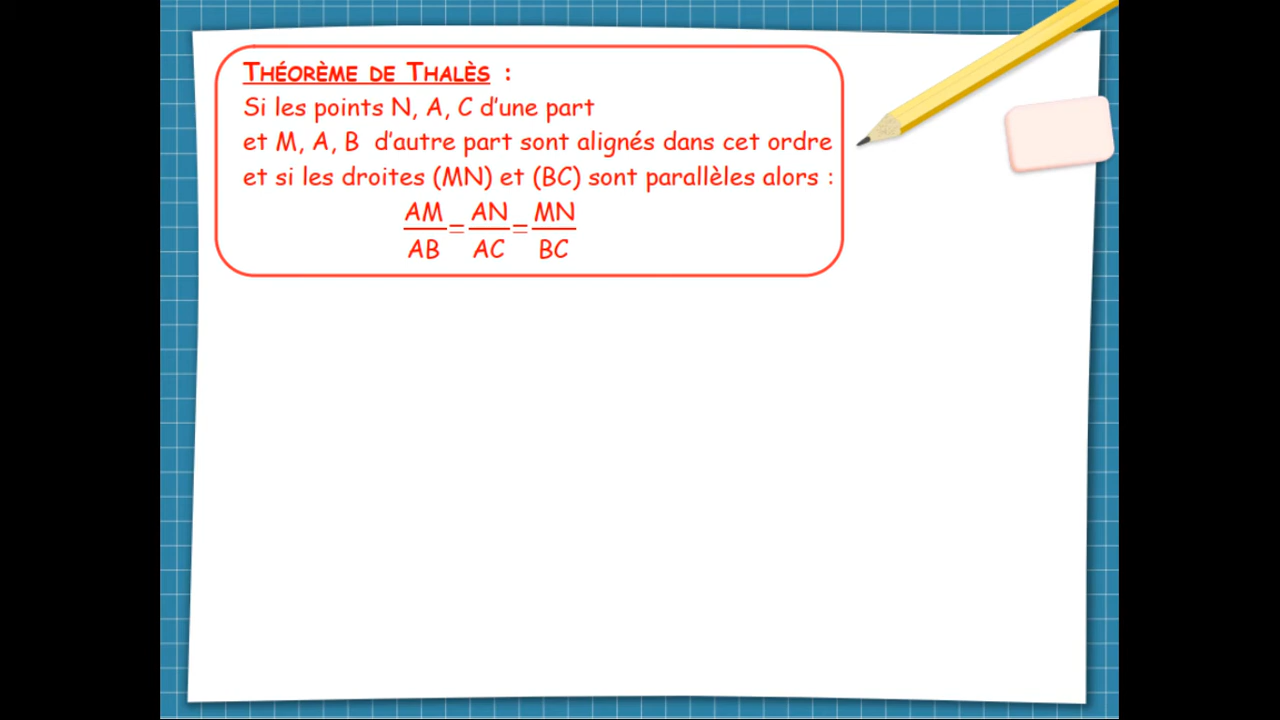 THÉORÈME DE THALÈS :
Si les points N, A, C d'une part
et M, A, B d'autre part sont alignés dans cet ordre
et si les droites (MN) et (BC) sont parallèles alors :
AM/AB = AN/AC = MN/BC